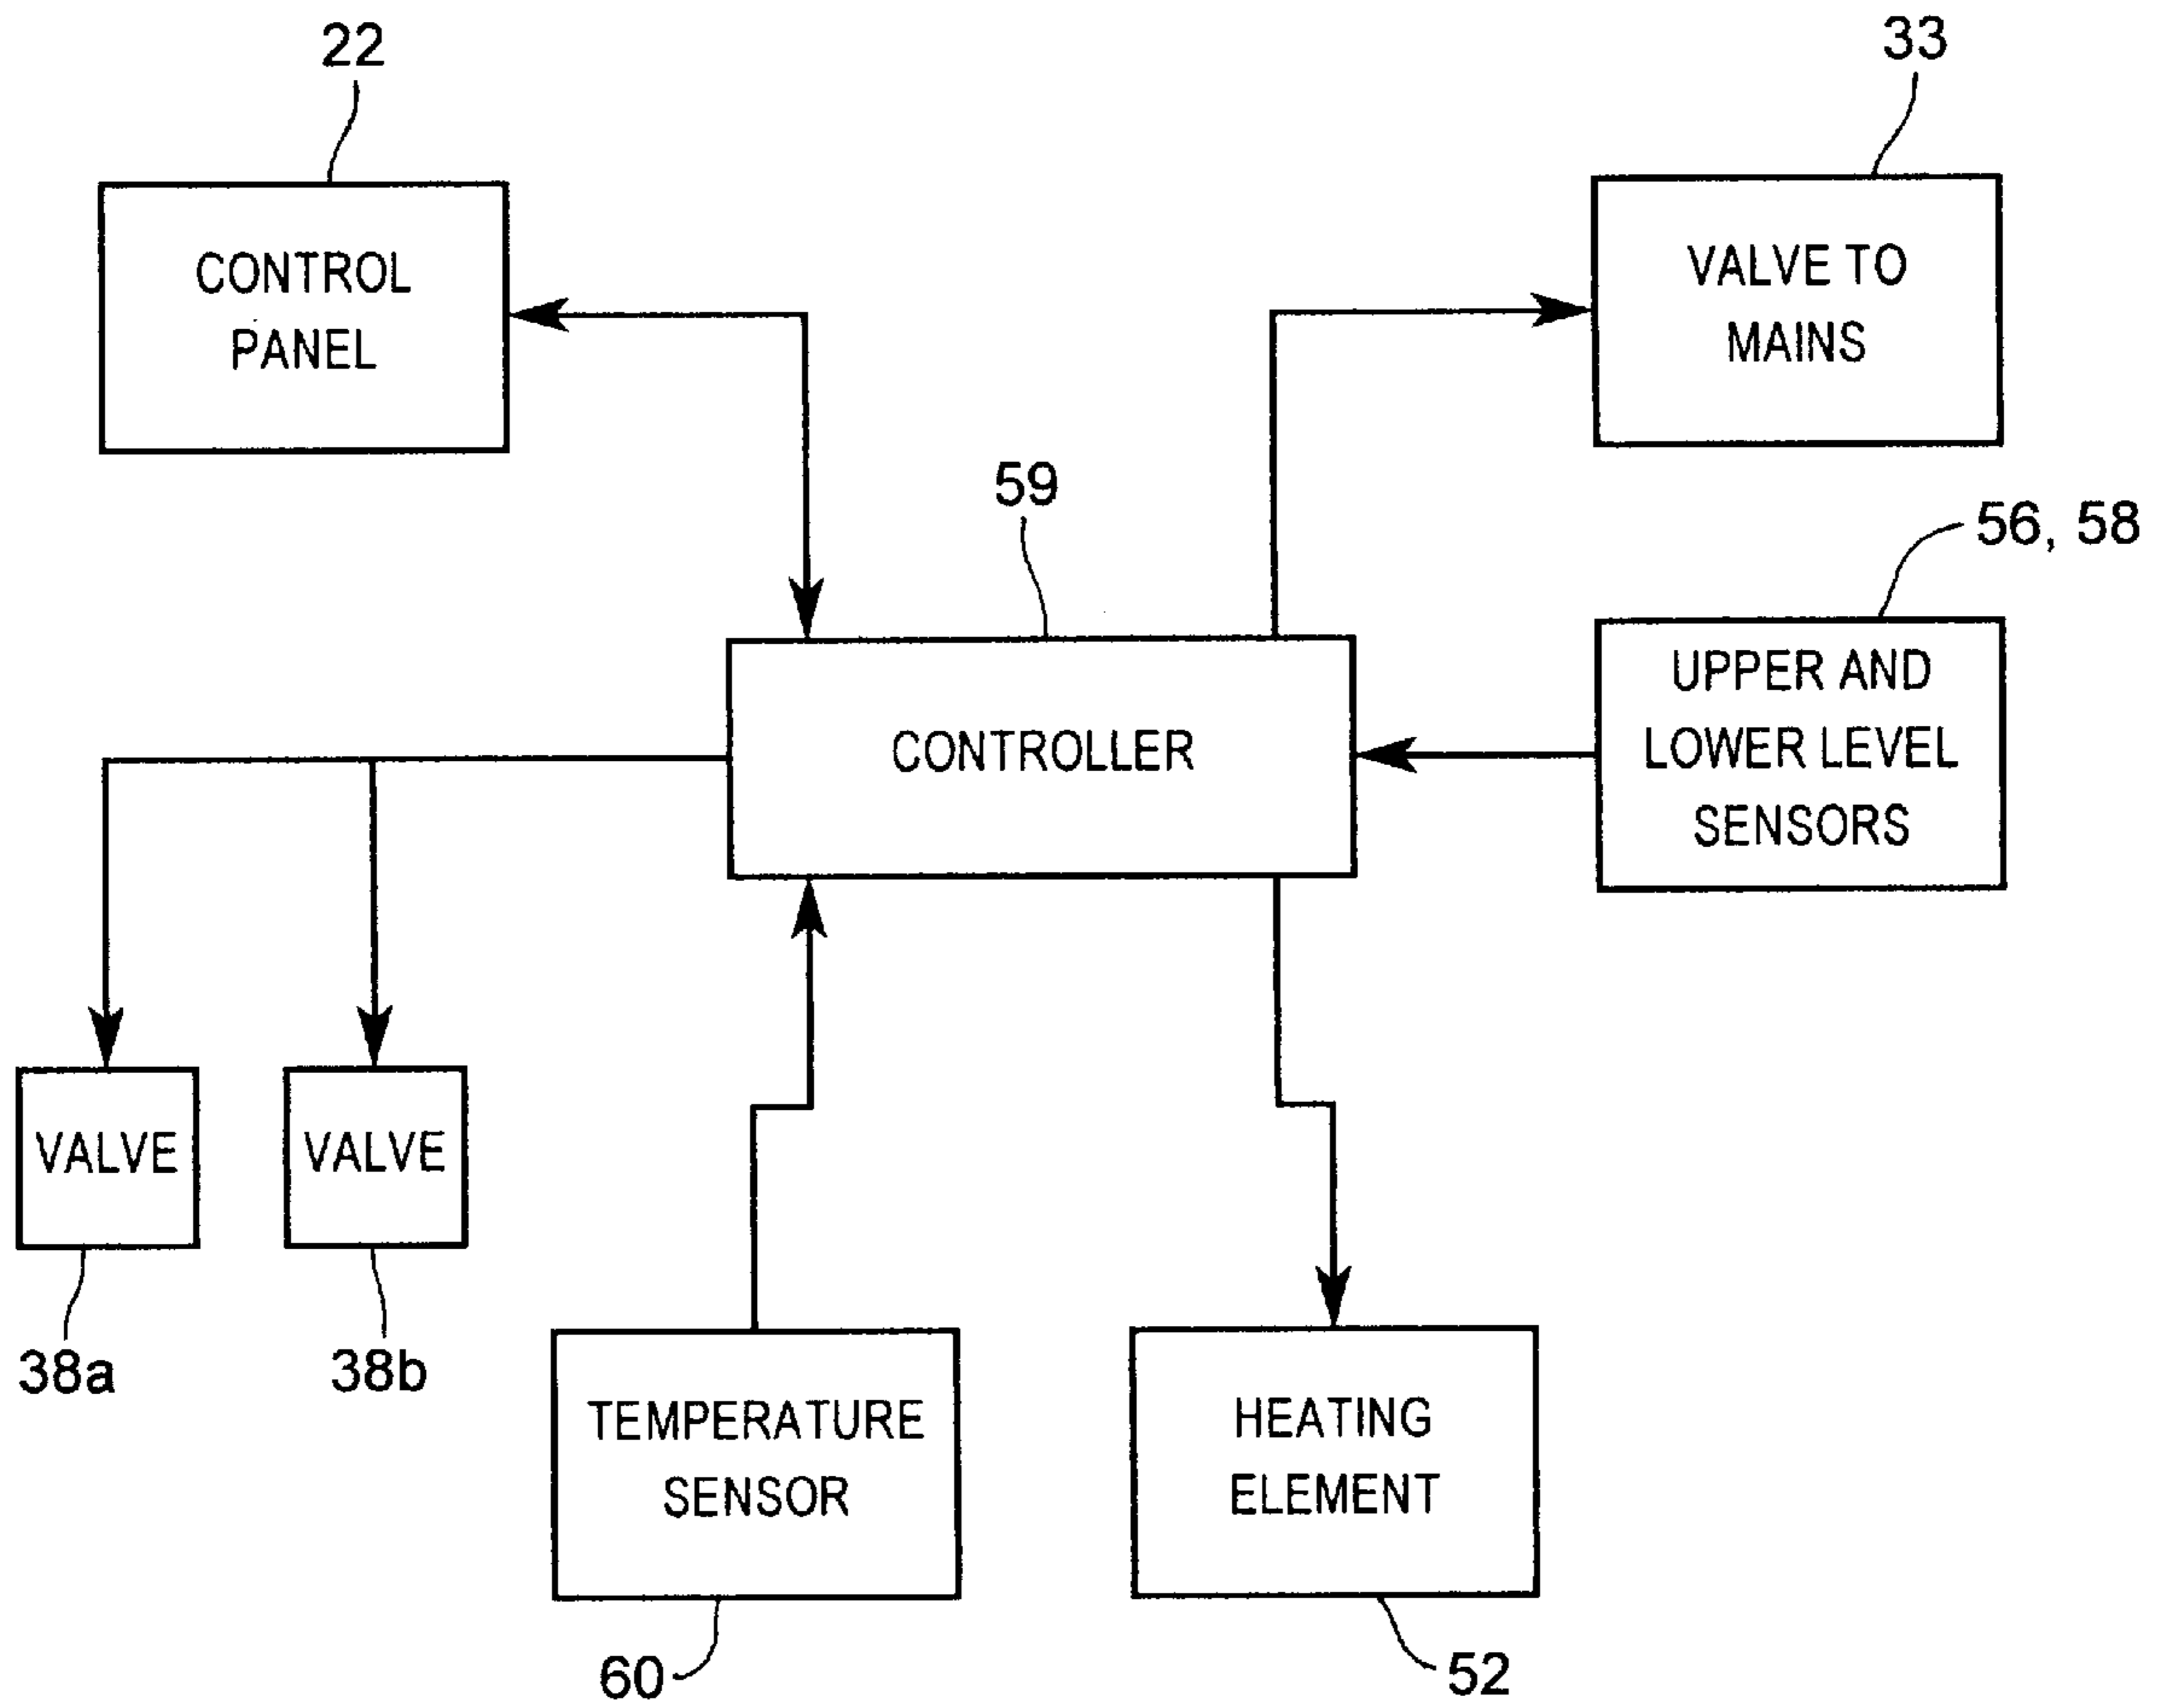 22
33
CONTROL
PANEL
VALVE TO
MAINS
59
56, 58
CONTROLLER
UPPER AND
LOWER LEVEL
SENSORS
VALVE
VALVE
38a
38b
TEMPERATURE
SENSOR
HEATING
ELEMENT
60
52